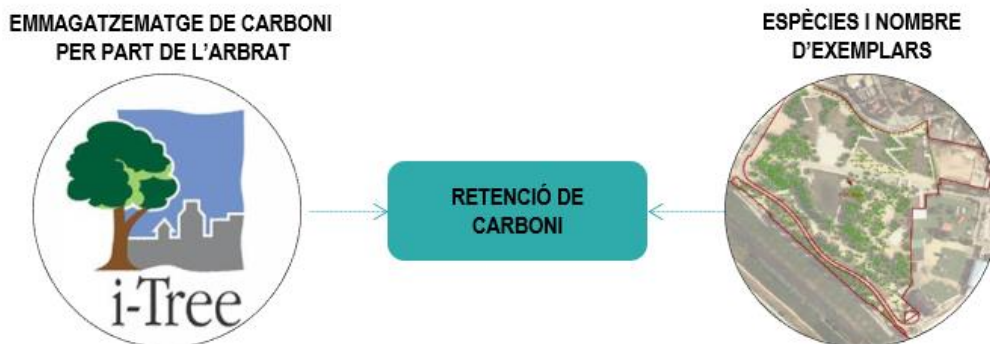 EMMAGATZEMATGE DE CARBONI
PER PART DE L'ARBRAT
i-Tree
RETENCIÓ DE
CARBONI
ESPÈCIES I NOMBRE
D'EXEMPLARS